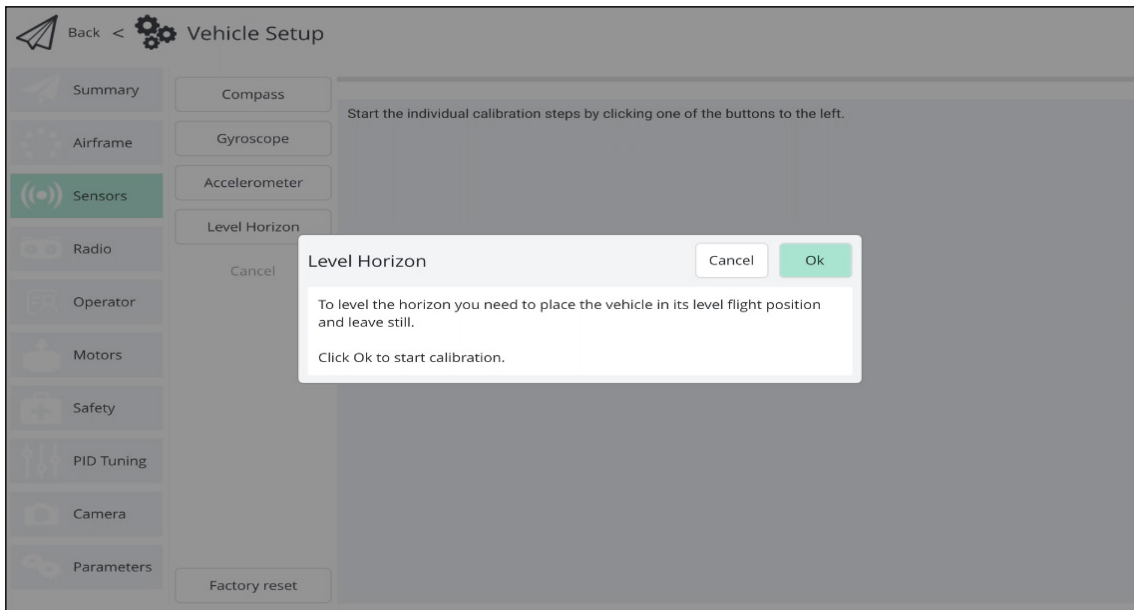 Back < Vehicle Setup
Summary
Airframe
Sensors
Radio
Operator
Motors
Safety
PID Tuning
Camera
Parameters
Compass
Gyroscope
Accelerometer
Level Horizon
Cancel
Factory reset
Start the individual calibration steps by clicking one of the buttons to the left.
Level Horizon
Cancel
Ok
To level the horizon you need to place the vehicle in its level flight position
and leave still.
Click Ok to start calibration.